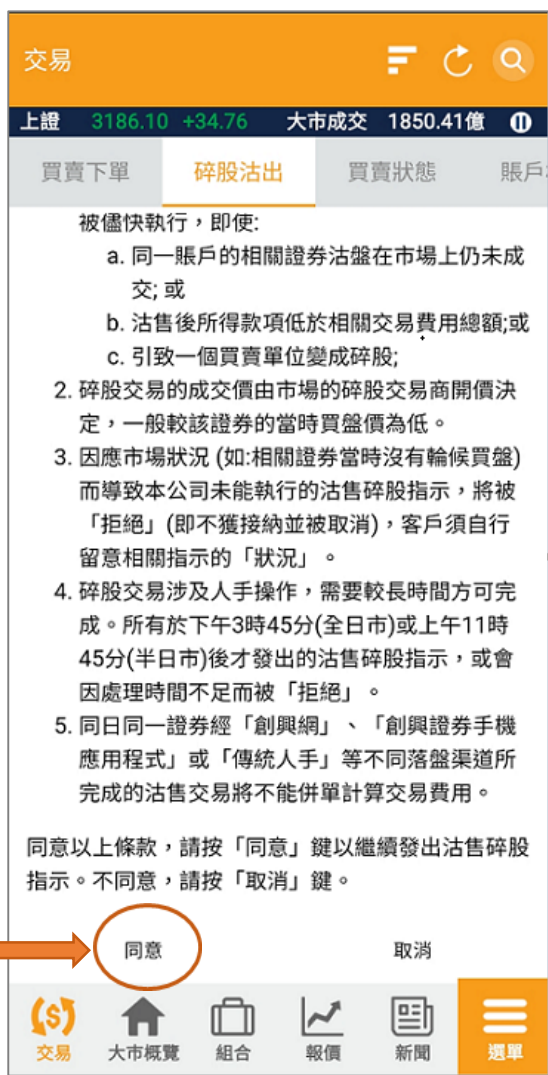 交易
上證 3186.10 +34.76 大市成交 1850.41億
買賣下單 碎股沽出 買賣狀態 賬戶
被儘快執行，即使:
a. 同一賬戶的相關證券沽盤在市場上仍未成
交; 或
b. 沽售後所得款項低於相關交易費用總額;或
c. 引致一個買賣單位變成碎股;
2. 碎股交易的成交價由市場的碎股交易商開價決
定，一般較該證券的當時買盤價為低。
3. 因應市場狀況 (如:相關證券當時沒有輪候買盤)
而導致本公司未能執行的沽售碎股指示，將被
「拒絕」(即不獲接納並被取消)，客戶須自行
留意相關指示的「狀況」。
4. 碎股交易涉及人手操作，需要較長時間方可完
成。所有於下午3時45分(全日市)或上午11時
45分(半日市)後才發出的沽售碎股指示，或會
因處理時間不足而被「拒絕」。
5. 同日同一證券經「創興網」、「創興證券手機
應用程式」或「傳統人手」等不同落盤渠道所
完成的沽售交易將不能併單計算交易費用。
同意以上條款，請按「同意」鍵以繼續發出沽售碎股
指示。不同意，請按「取消」鍵。
同意 取消
交易 大市概覽 組合 報價 新聞 選單